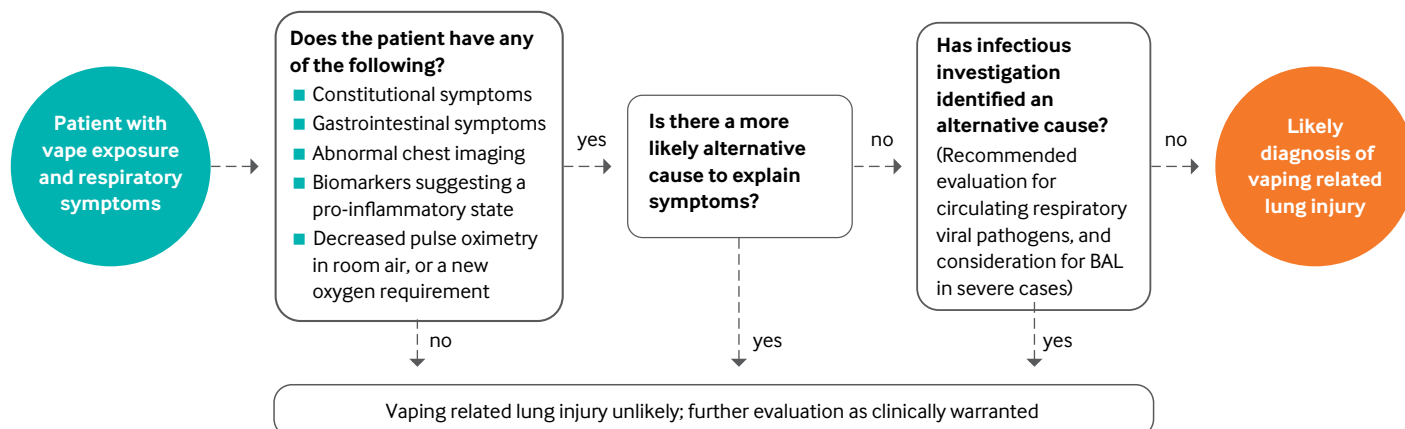 Patient with
vape exposure
and respiratory
symptoms
Does the patient have any
of the following?
Constitutional symptoms
Gastrointestinal symptoms
Abnormal chest imaging
Biomarkers suggesting a
pro-inflammatory state
Decreased pulse oximetry
in room air, or a new
oxygen requirement
yes
no
Is there a more
likely alternative
cause to explain
symptoms?
no
yes
Has infectious
investigation
identified an
alternative cause?
(Recommended
evaluation for
circulating respiratory
viral pathogens, and
consideration for BAL
in severe cases)
no
yes
Likely
diagnosis of
vaping related
lung injury
Vaping related lung injury unlikely; further evaluation as clinically warranted